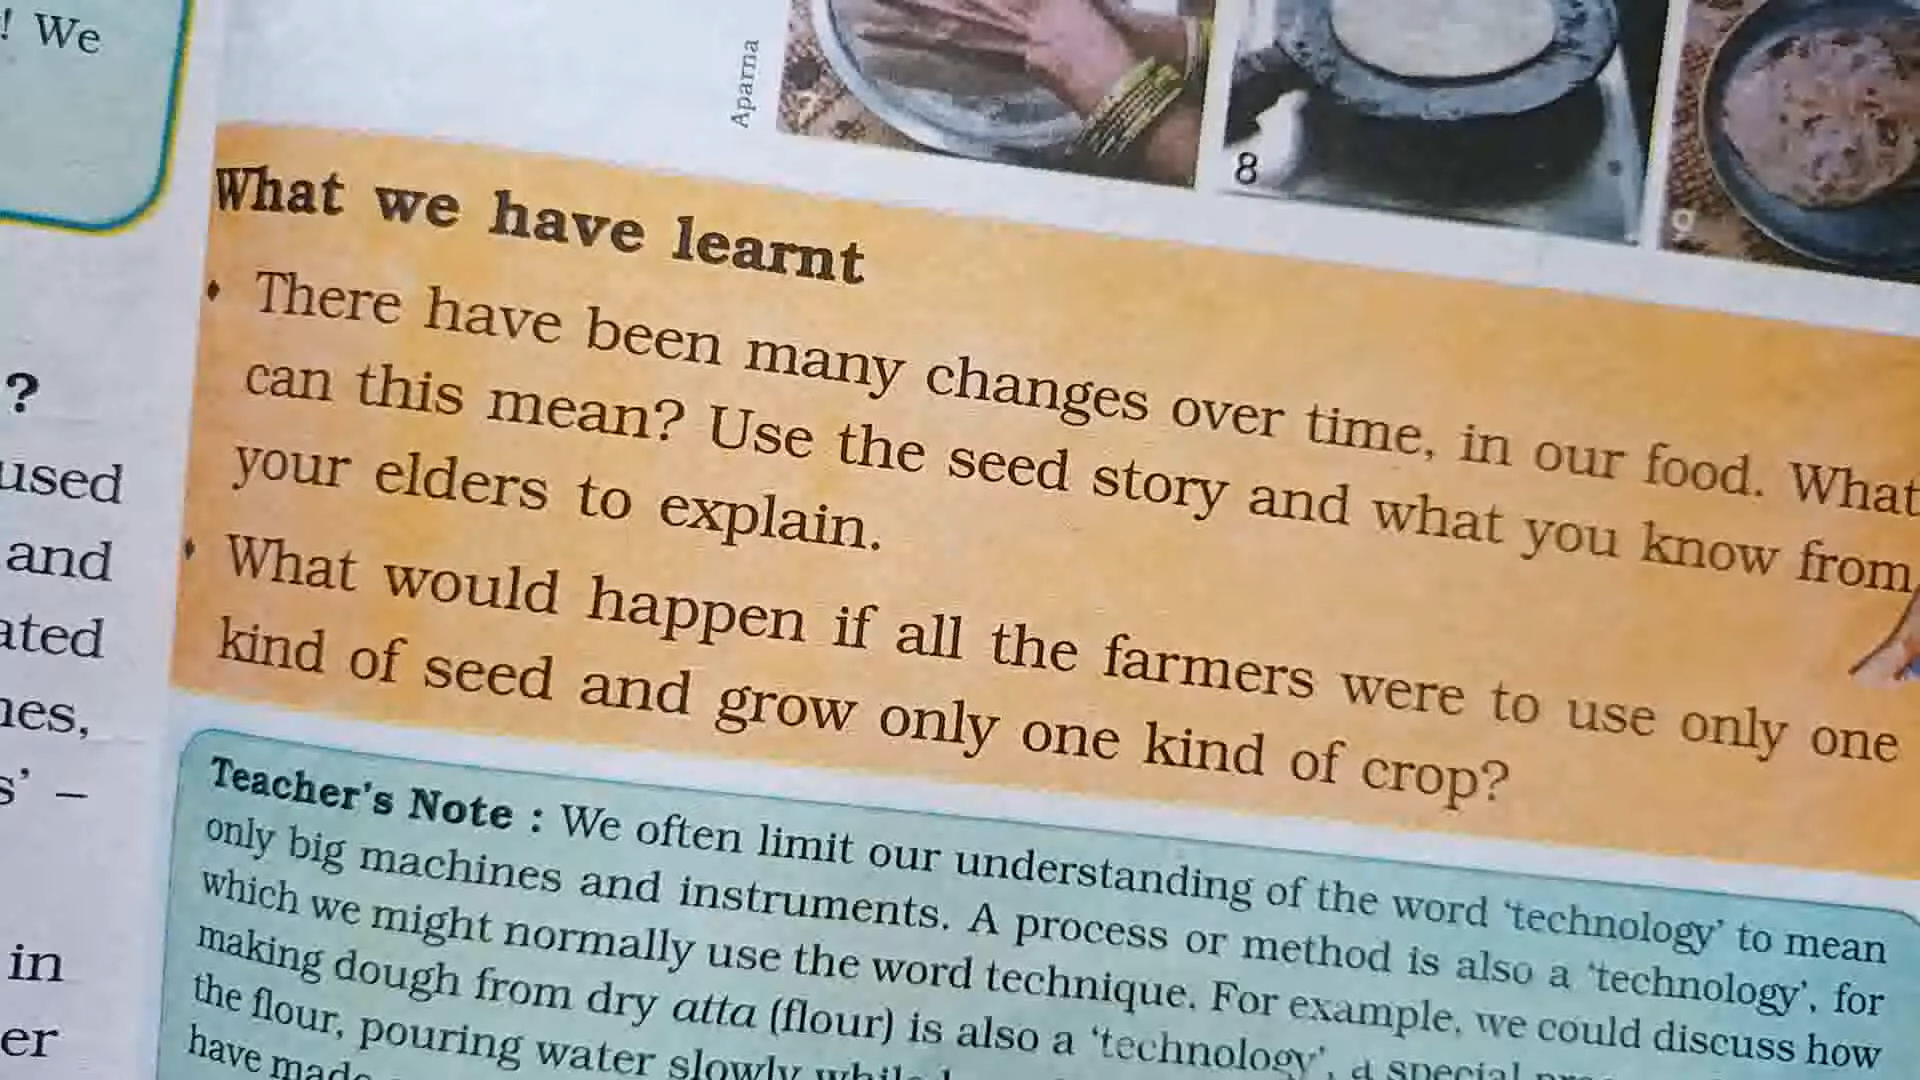 ! We
Aparna
7
8
9
What we have learnt
• There have been many changes over time, in our food. What
can this mean? Use the seed story and what you know from
your elders to explain.
• What would happen if all the farmers were to use only one
kind of seed and grow only one kind of crop?
?
used
and
ated
nes,
s’ –
in
er
Teacher’s Note : We often limit our understanding of the word ‘technology’ to mean
only big machines and instruments. A process or method is also a ‘technology’, for
which we might normally use the word technique. For example, we could discuss how
making dough from dry atta (flour) is also a ‘technology’, a special
the flour, pouring water slowly
have made